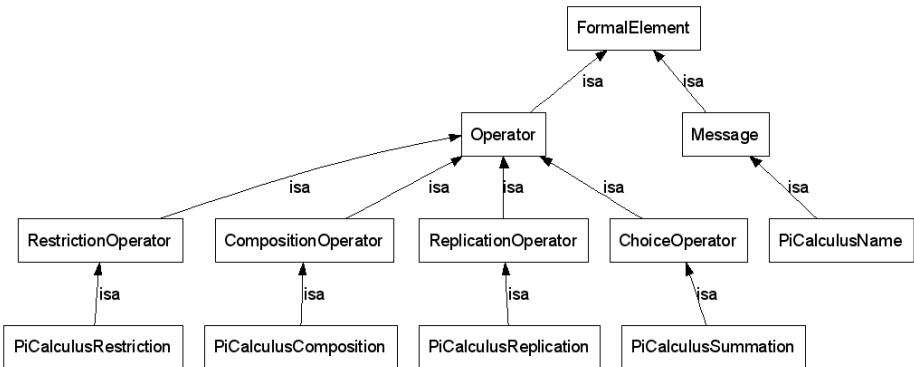 FormalElement
isa
isa
Operator
Message
isa
isa
isa
isa
isa
RestrictionOperator
CompositionOperator
ReplicationOperator
ChoiceOperator
PiCalculusName
isa
isa
isa
isa
PiCalculusRestriction
PiCalculusComposition
PiCalculusReplication
PiCalculusSummation